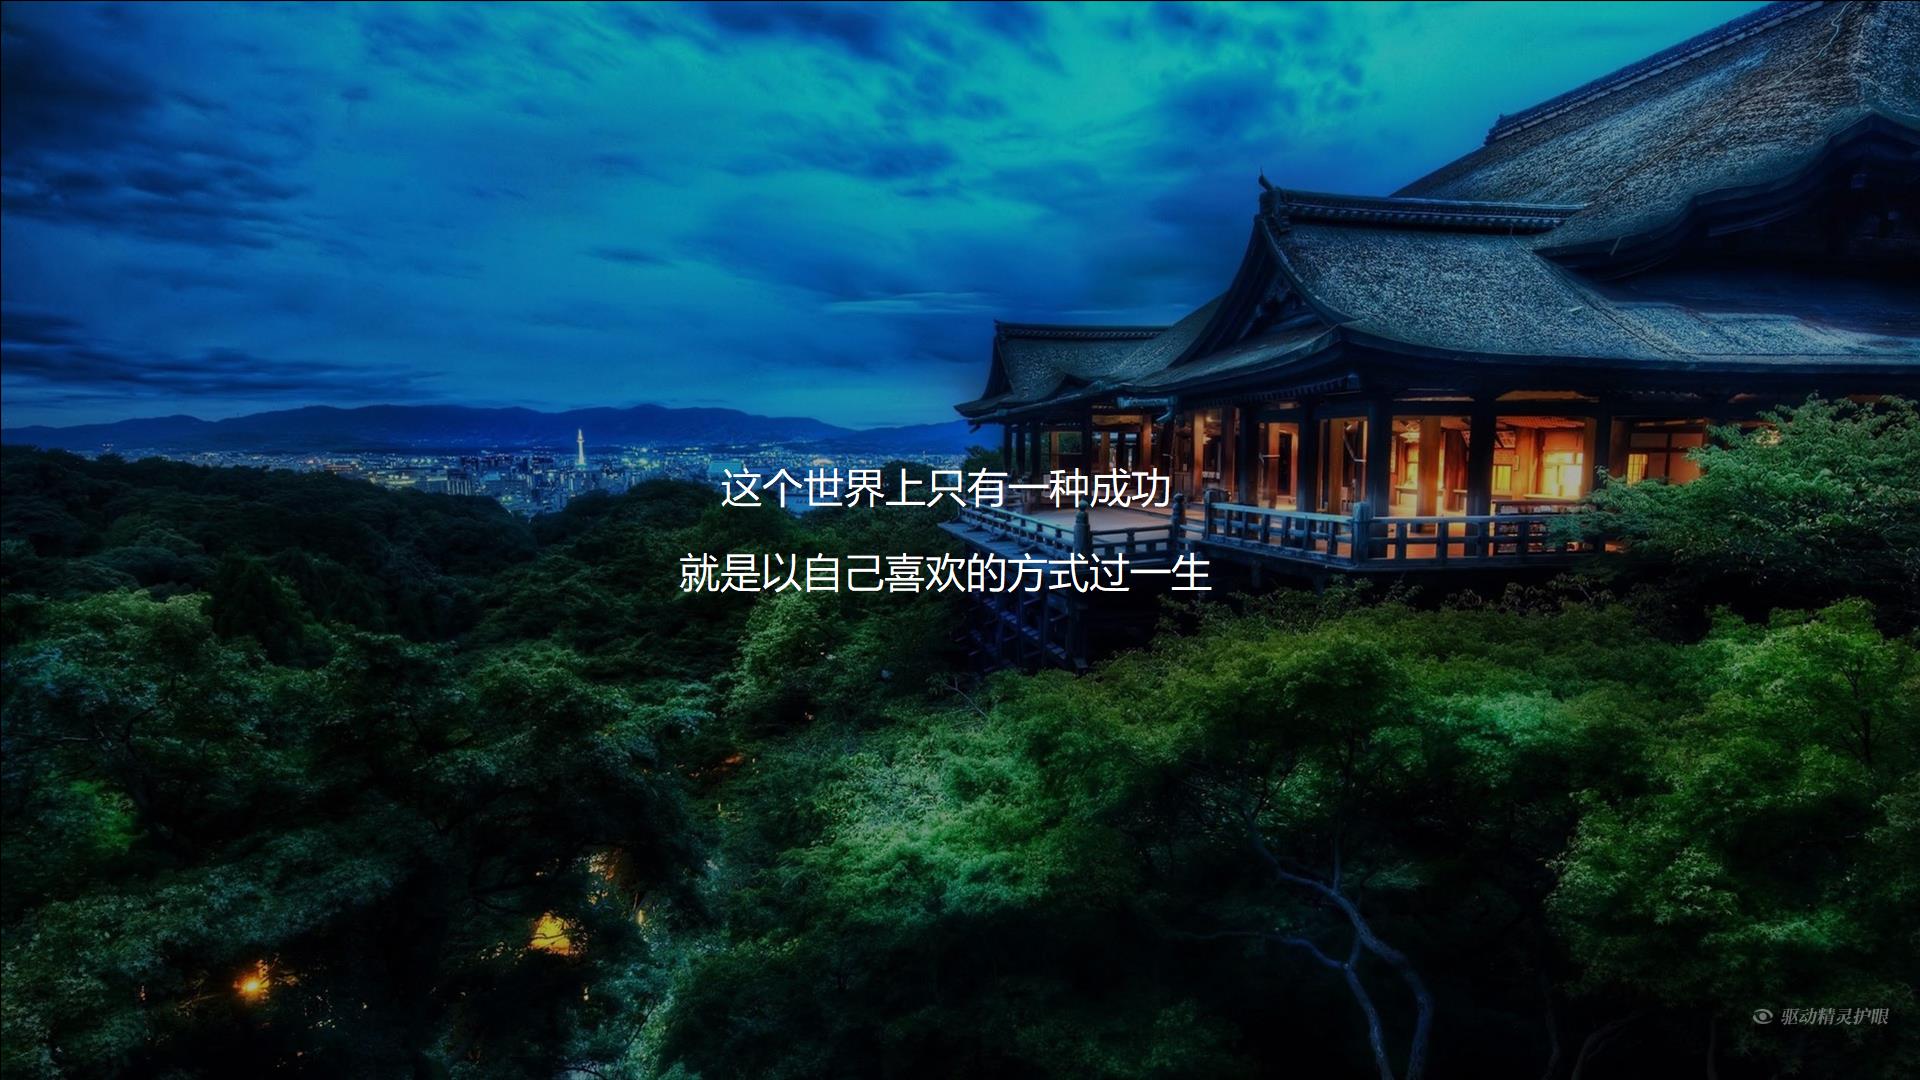 这个世界上只有一种成功
就是以自己喜欢的方式过一生
驱动精灵护眼